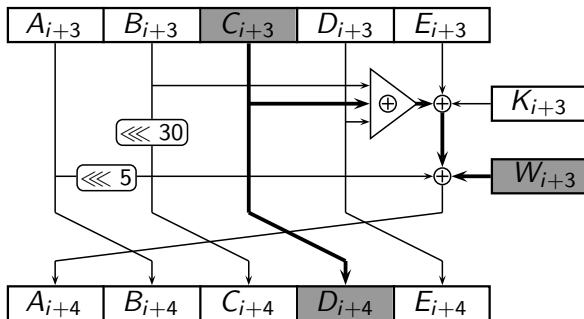 A_{i+3} B_{i+3} C_{i+3} D_{i+3} E_{i+3}
⊕ ⊕ K_{i+3}
⋘ 30
⋘ 5 ⊕ W_{i+3}
A_{i+4} B_{i+4} C_{i+4} D_{i+4} E_{i+4}